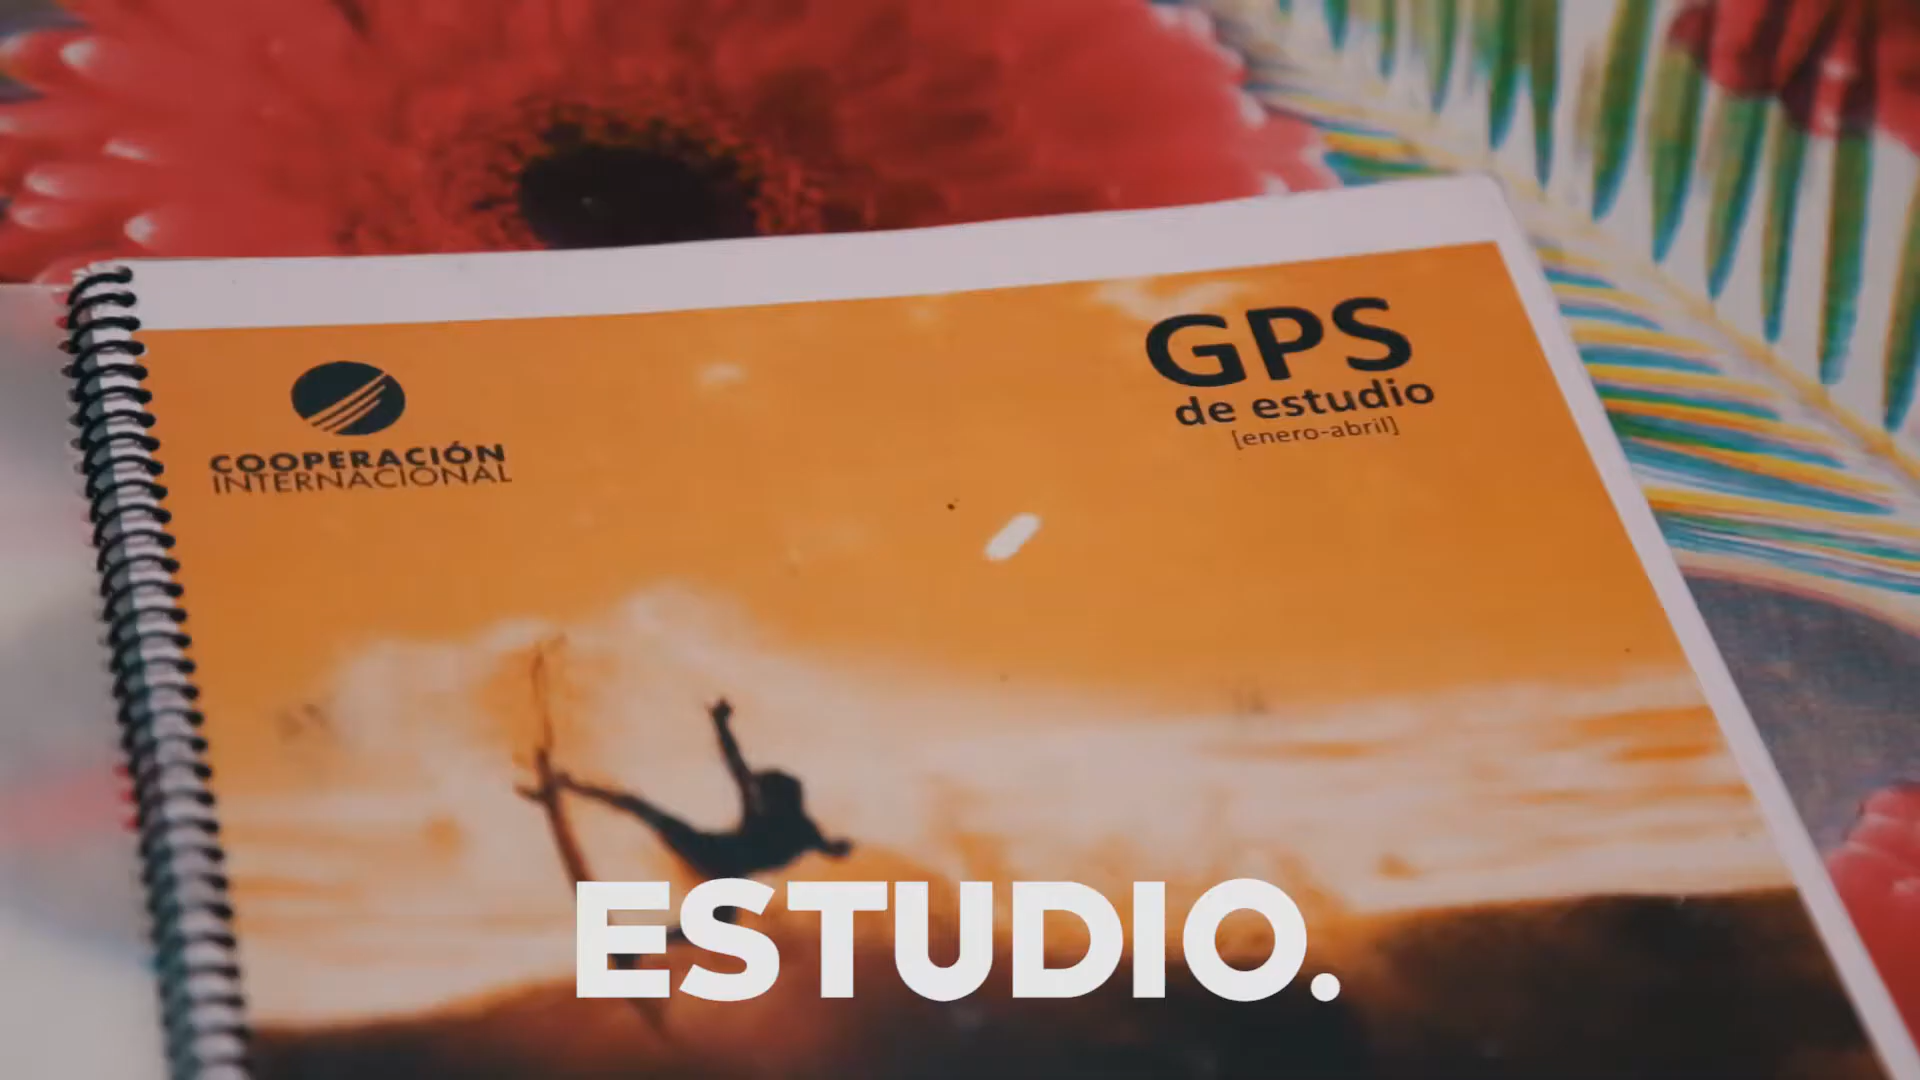 COOPERACIÓN
INTERNACIONAL
GPS
de estudio
[enero-abril]
ESTUDIO.